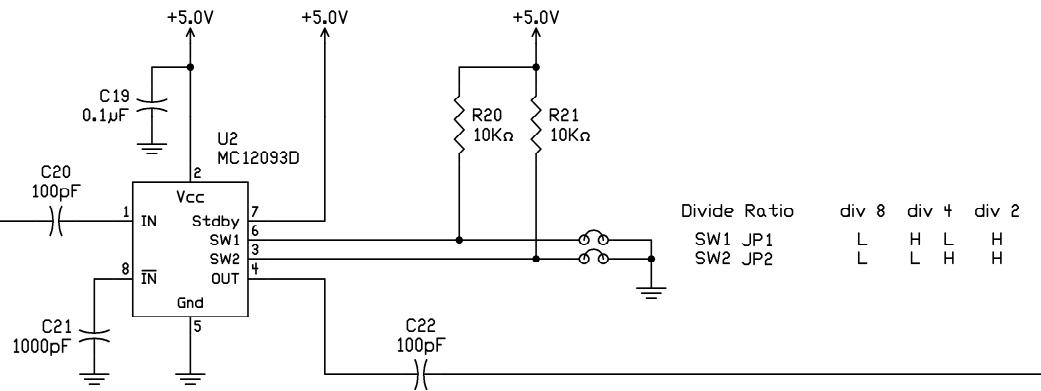 +5.0V
+5.0V
+5.0V
C19
0.1µF
U2
MC12093D
R20
10KΩ
R21
10KΩ
C20
100pF
2
Vcc
1
IN
Stdby
7
SW1
6
SW2
3
OUT
4
8
IN
Gnd
5
C21
1000pF
C22
100pF
Divide Ratio div 8 div 4 div 2
SW1 JP1 L H L H
SW2 JP2 L L H H